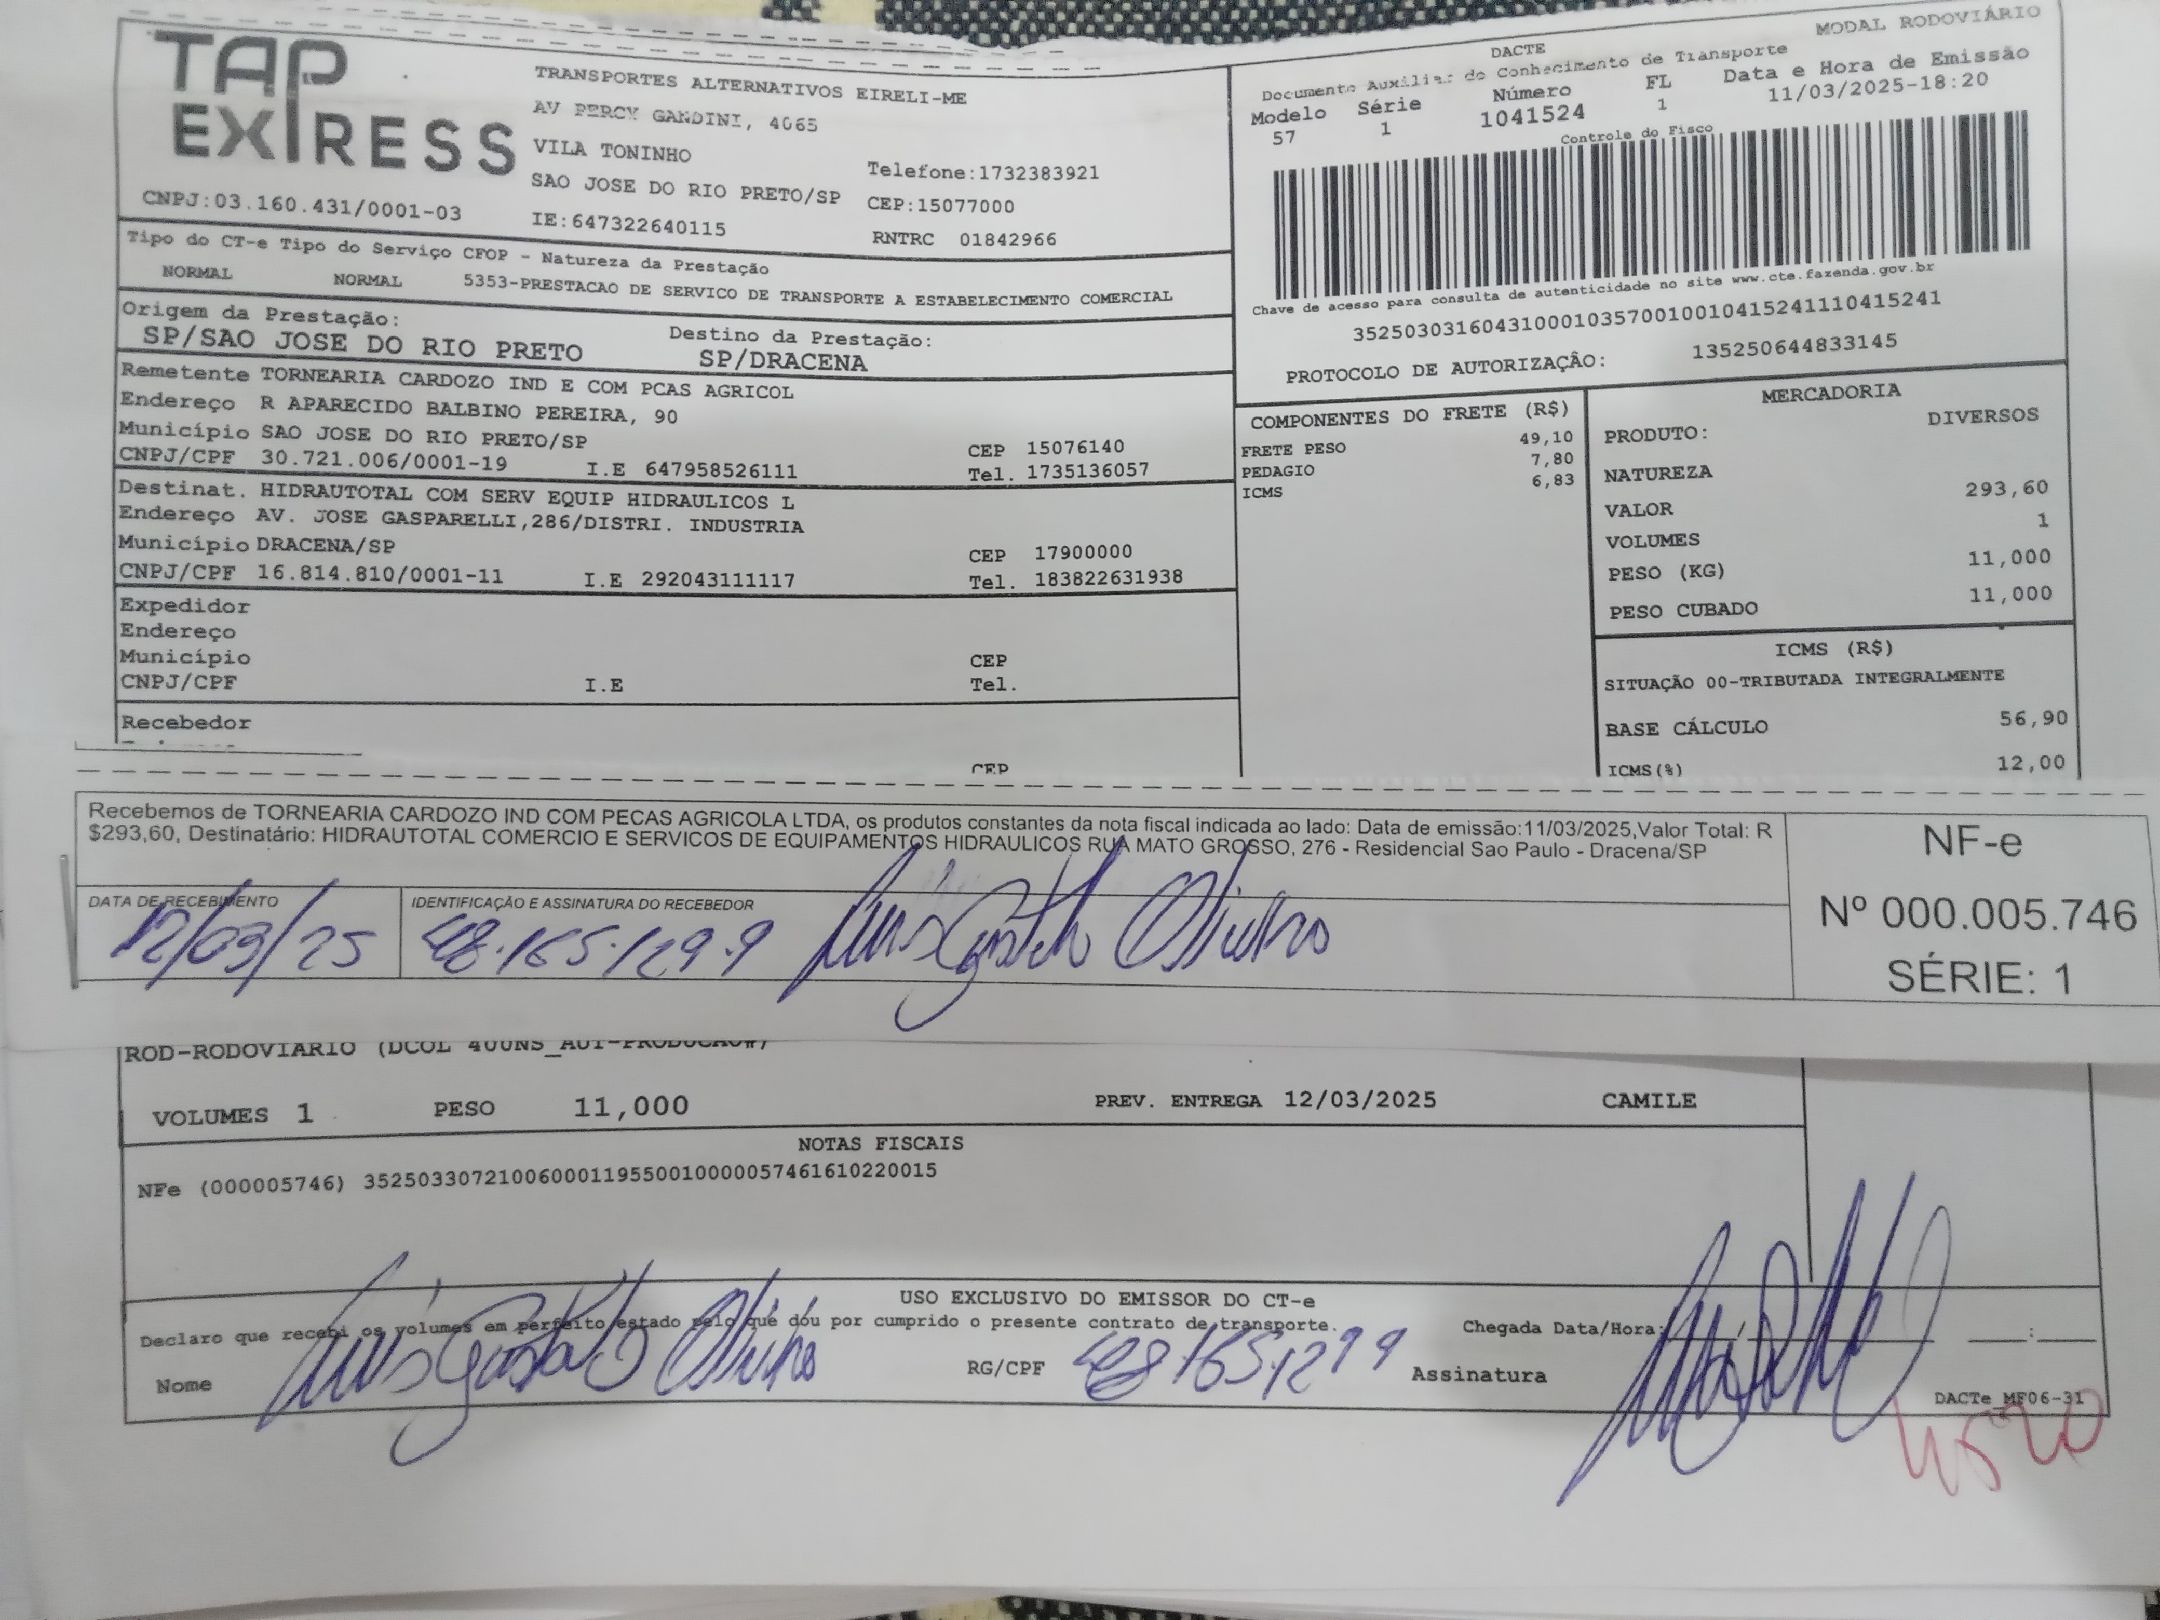 TAP EXPRESS
TRANSPORTES ALTERNATIVOS EIRELI-ME
AV PERCY GANDINI, 4065
VILA TONINHO
Telefone:1732383921
SAO JOSE DO RIO PRETO/SP CEP:15077000
CNPJ:03.160.431/0001-03 IE:647322640115 RNTRC 01842966
DACTE MODAL RODOVIÁRIO
Documento Auxiliar do Conhecimento de Transporte
Modelo Série Número FL Data e Hora de Emissão
57 1 1041524 1 11/03/2025-18:20
Controle do Fisco
Chave de acesso para consulta de autenticidade no site www.cte.fazenda.gov.br
35250303160431000103570010010415241110415241
PROTOCOLO DE AUTORIZAÇÃO: 135250644833145
Tipo do CT-e Tipo do Serviço CFOP - Natureza da Prestação
NORMAL NORMAL 5353-PRESTACAO DE SERVICO DE TRANSPORTE A ESTABELECIMENTO COMERCIAL
Origem da Prestação: Destino da Prestação:
SP/SAO JOSE DO RIO PRETO SP/DRACENA
Remetente TORNEARIA CARDOZO IND E COM PCAS AGRICOL
Endereço R APARECIDO BALBINO PEREIRA, 90
Município SAO JOSE DO RIO PRETO/SP CEP 15076140
CNPJ/CPF 30.721.006/0001-19 I.E 647958526111 Tel. 1735136057
Destinat. HIDRAUTOTAL COM SERV EQUIP HIDRAULICOS L
Endereço AV. JOSE GASPARELLI,286/DISTRI. INDUSTRIA
Município DRACENA/SP CEP 17900000
CNPJ/CPF 16.814.810/0001-11 I.E 292043111117 Tel. 183822631938
Expedidor
Endereço
Município CEP
CNPJ/CPF I.E Tel.
Recebedor
CEP
COMPONENTES DO FRETE (R$)
FRETE PESO 49,10
PEDAGIO 7,80
ICMS 6,83
MERCADORIA
PRODUTO: DIVERSOS
NATUREZA
VALOR 293,60
VOLUMES 1
PESO (KG) 11,000
PESO CUBADO 11,000
ICMS (R$)
SITUAÇÃO 00-TRIBUTADA INTEGRALMENTE
BASE CÁLCULO 56,90
ICMS(%) 12,00
Recebemos de TORNEARIA CARDOZO IND COM PECAS AGRICOLA LTDA, os produtos constantes da nota fiscal indicada ao lado: Data de emissão:11/03/2025,Valor Total: R
$293,60, Destinatário: HIDRAUTOTAL COMERCIO E SERVICOS DE EQUIPAMENTOS HIDRAULICOS RUA MATO GROSSO, 276 - Residencial Sao Paulo - Dracena/SP
DATA DE RECEBIMENTO IDENTIFICAÇÃO E ASSINATURA DO RECEBEDOR
12/03/25 48.165.129.9 Luis Gustavo Oliveira
NF-e
Nº 000.005.746
SÉRIE: 1
ROD-RODOVIARIO
VOLUMES 1 PESO 11,000 PREV. ENTREGA 12/03/2025 CAMILE
NOTAS FISCAIS
NFe (000005746) 35250330721006000119550010000057461610220015
USO EXCLUSIVO DO EMISSOR DO CT-e
Declaro que recebi os volumes em perfeito estado pelo que dou por cumprido o presente contrato de transporte. Chegada Data/Hora:
Nome Luis Gustavo Oliveira RG/CPF 48.165.129 9 Assinatura
DACTe_MF06-31